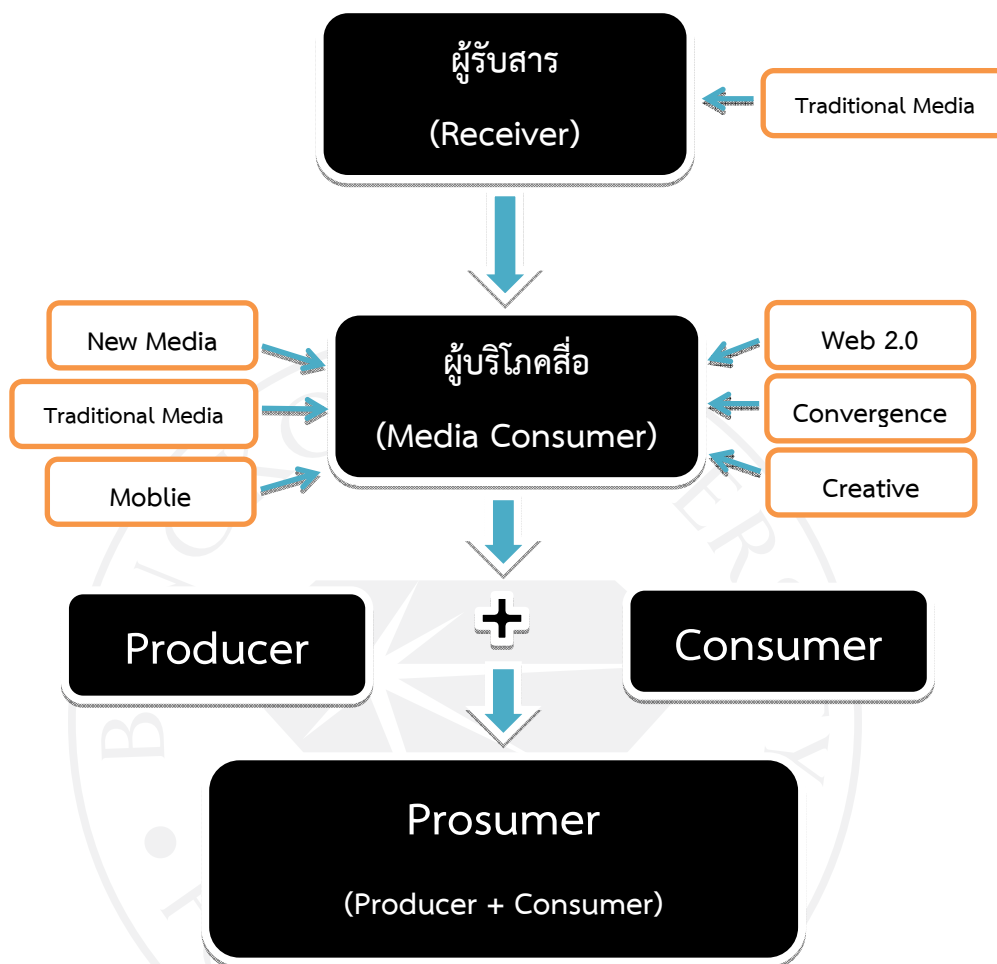 ผู้รับสาร
(Receiver)
Traditional Media
New Media
Traditional Media
Moblie
ผู้บริโภคสื่อ
(Media Consumer)
Web 2.0
Convergence
Creative
Producer
+
Consumer
Prosumer
(Producer + Consumer)